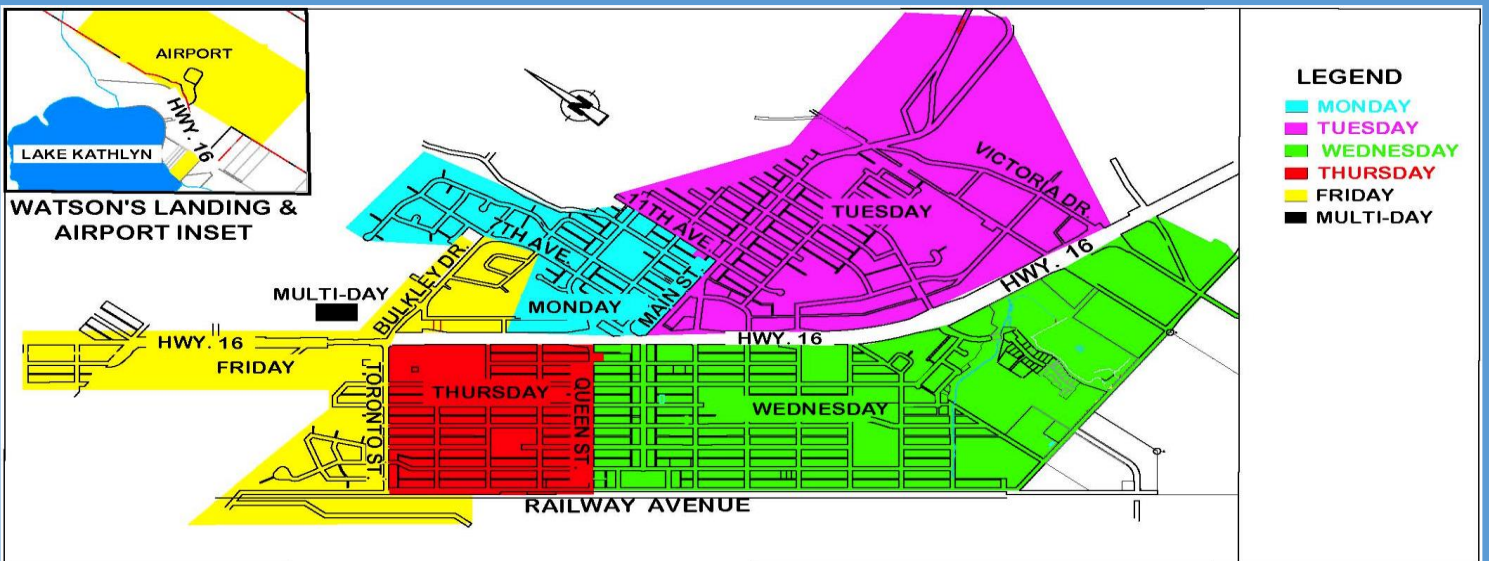 AIRPORT
HWY. 16
LAKE KATHLYN
WATSON'S LANDING &
AIRPORT INSET
N
LEGEND
MONDAY
TUESDAY
WEDNESDAY
THURSDAY
FRIDAY
MULTI-DAY
VICTORIA DR.
TUESDAY
11TH AVE.
7TH AVE.
MAIN ST.
MONDAY
BULKLEY DR.
MULTI-DAY
HWY. 16
HWY. 16
HWY. 16
FRIDAY
TORONTO ST.
THURSDAY
QUEEN ST.
WEDNESDAY
RAILWAY AVENUE